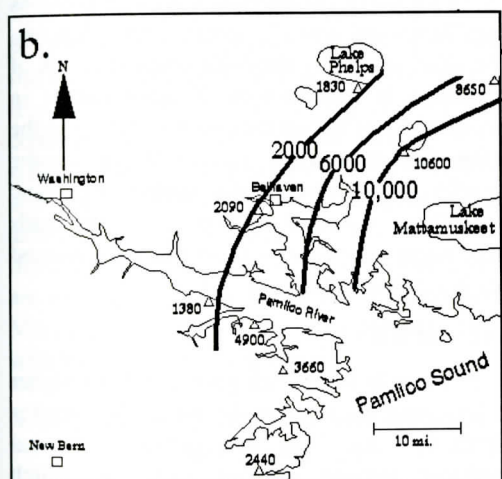 b.
N
Lake
Phelps
1830
8650
2000
6000
10600
Washington
Belhaven
10,000
2090
Lake
Mattamuskeet
1380
Pamlico River
4900
3660
Pamlico Sound
10 mi.
New Bern
2440